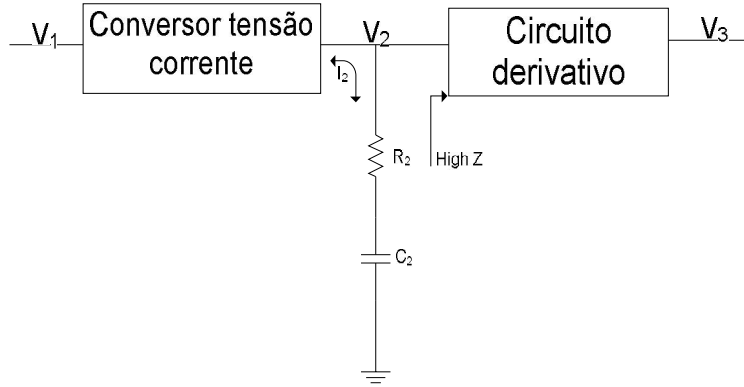 V1
Conversor tensão
corrente
V2
Circuito
derivativo
V3
I2
R2
High Z
C2